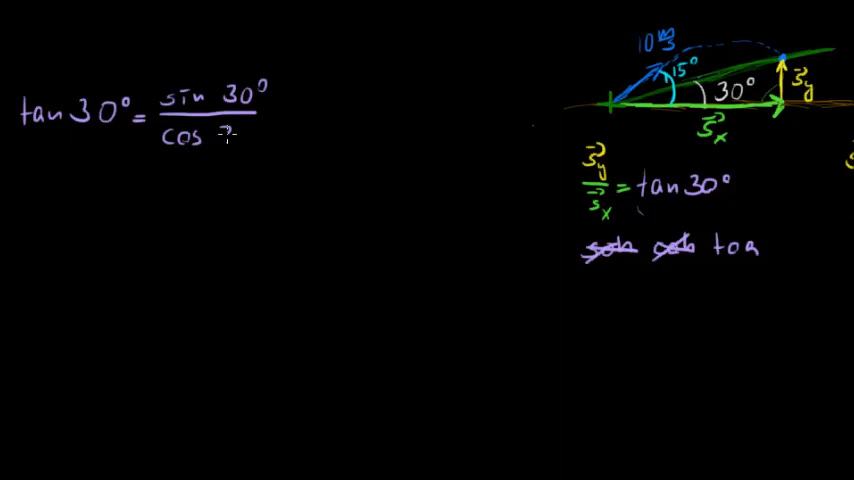 tan 30° = sin 30° / cos
10 m/s
15°
30°
S⃗y
S⃗x
S⃗y / S⃗x = tan 30°
soh cah toa